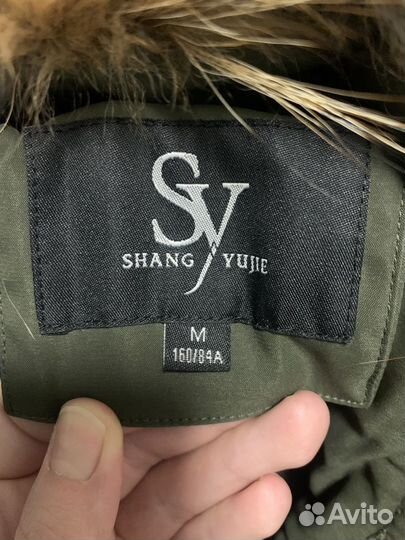 Sy
SHANG YUJIE
M
160/84A
Avito